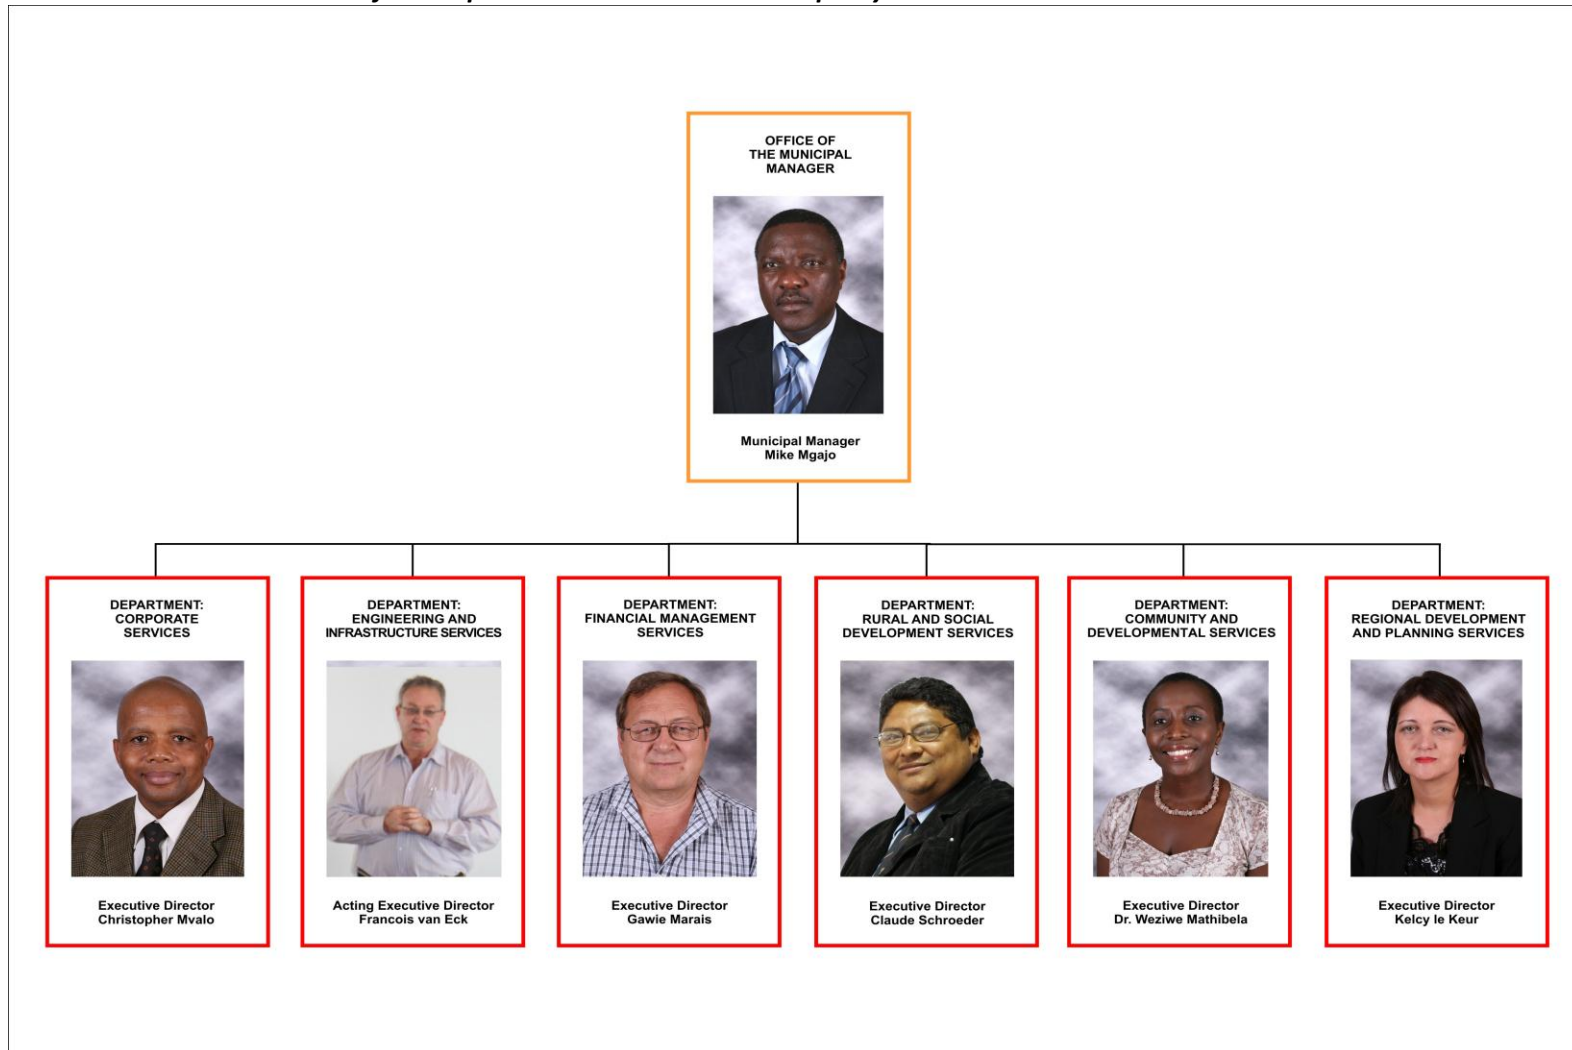 OFFICE OF
THE MUNICIPAL
MANAGER
Municipal Manager
Mike Mgajo
DEPARTMENT:
CORPORATE
SERVICES
Executive Director
Christopher Mvalo
DEPARTMENT:
ENGINEERING AND
INFRASTRUCTURE SERVICES
Acting Executive Director
Francois van Eck
DEPARTMENT:
FINANCIAL MANAGEMENT
SERVICES
Executive Director
Gawie Marais
DEPARTMENT:
RURAL AND SOCIAL
DEVELOPMENT SERVICES
Executive Director
Claude Schroeder
DEPARTMENT:
COMMUNITY AND
DEVELOPMENTAL SERVICES
Executive Director
Dr. Weziwe Mathibela
DEPARTMENT:
REGIONAL DEVELOPMENT
AND PLANNING SERVICES
Executive Director
Kelcy le Keur